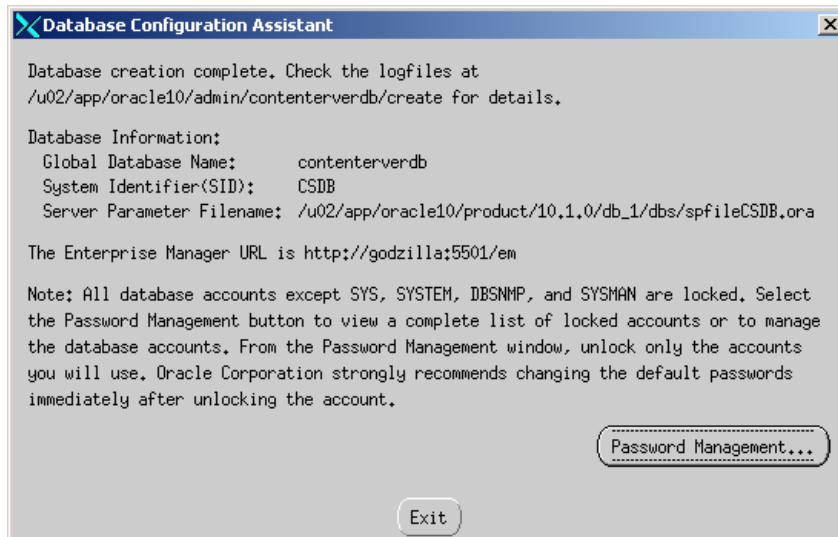 Database Configuration Assistant
Database creation complete. Check the logfiles at
/u02/app/oracle10/admin/contenterverdb/create for details.
Database Information:
Global Database Name: contenterverdb
System Identifier(SID): CSDB
Server Parameter Filename: /u02/app/oracle10/product/10.1.0/db_1/dbs/spfileCSDB.ora
The Enterprise Manager URL is http://godzilla:5501/em
Note: All database accounts except SYS, SYSTEM, DBSNMP, and SYSMAN are locked. Select
the Password Management button to view a complete list of locked accounts or to manage
the database accounts. From the Password Management window, unlock only the accounts
you will use. Oracle Corporation strongly recommends changing the default passwords
immediately after unlocking the account.
Password Management...
Exit